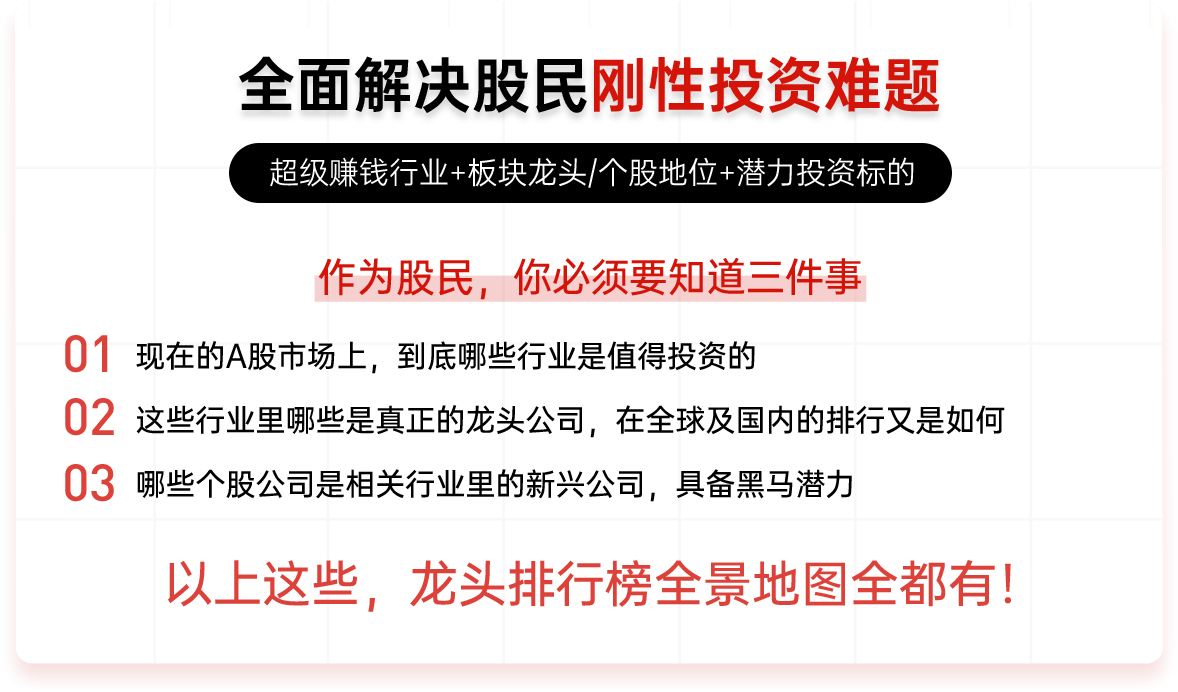 全面解决股民刚性投资难题
超级赚钱行业+板块龙头/个股地位+潜力投资标的
作为股民，你必须要知道三件事
01 现在的A股市场上，到底哪些行业是值得投资的
02 这些行业里哪些是真正的龙头公司，在全球及国内的排行又是如何
03 哪些个股公司是相关行业里的新兴公司，具备黑马潜力
以上这些，龙头排行榜全景地图全都有！